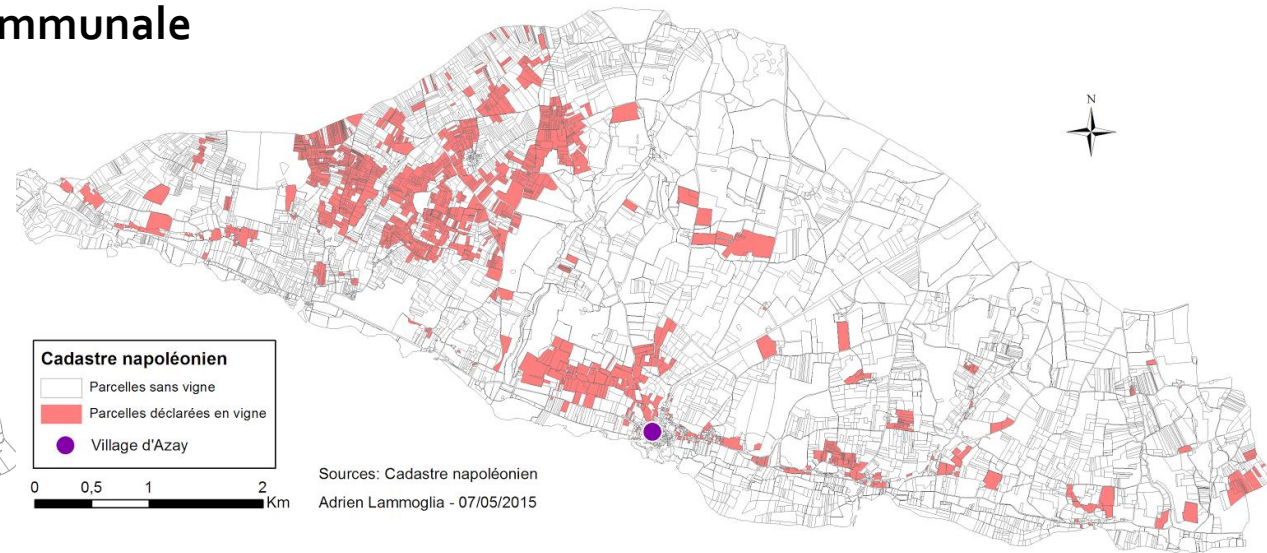 mmunale
N
Cadastre napoléonien
Parcelles sans vigne
Parcelles déclarées en vigne
Village d'Azay
0 0,5 1 2 Km
Sources: Cadastre napoléonien
Adrien Lammoglia - 07/05/2015